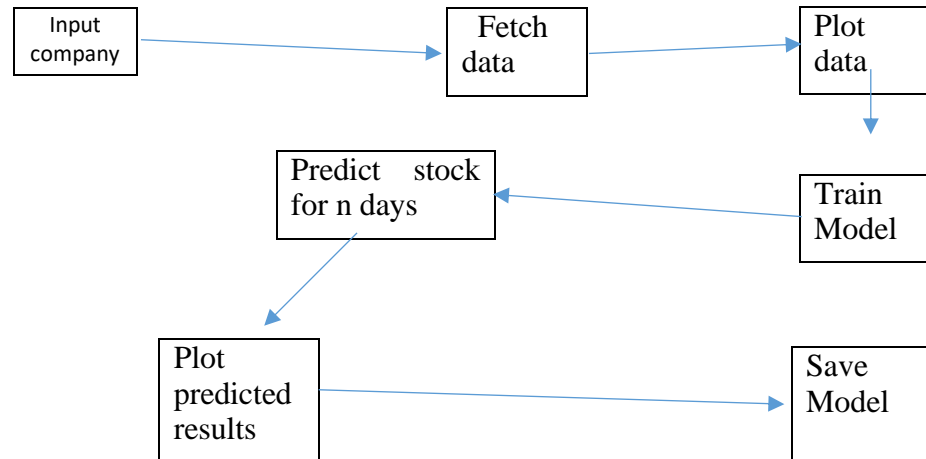 Input
company
Fetch
data
Plot
data
Train
Model
Predict stock
for n days
Plot
predicted
results
Save
Model